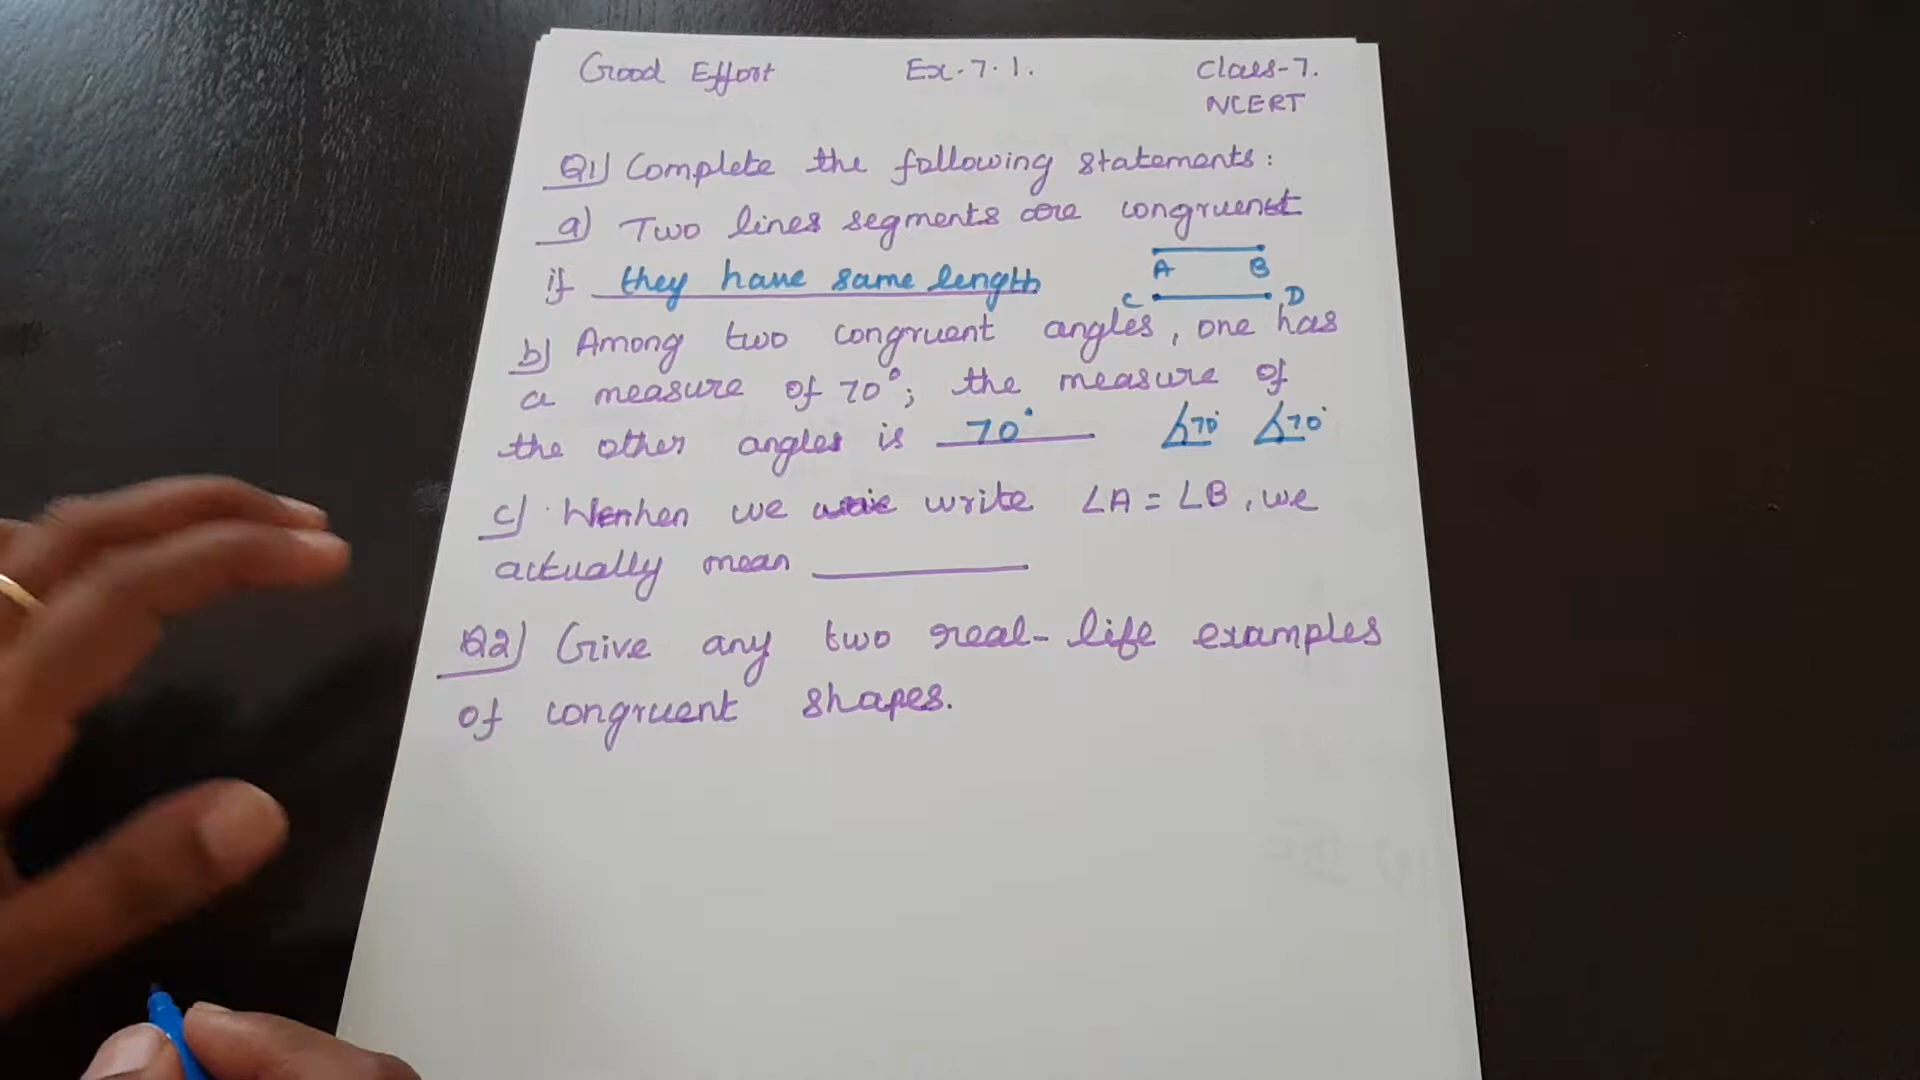 Good Effort Ex.7.1. Class-7.
NCERT
Q1) Complete the following statements:
a) Two lines segments are congruent
if they have same length
A B
C D
b) Among two congruent angles, one has
a measure of 70°; the measure of
the other angles is 70° 70° 70°
c) When we write ∠A = ∠B, we
actually mean ______
Q2) Give any two real-life examples
of congruent shapes.